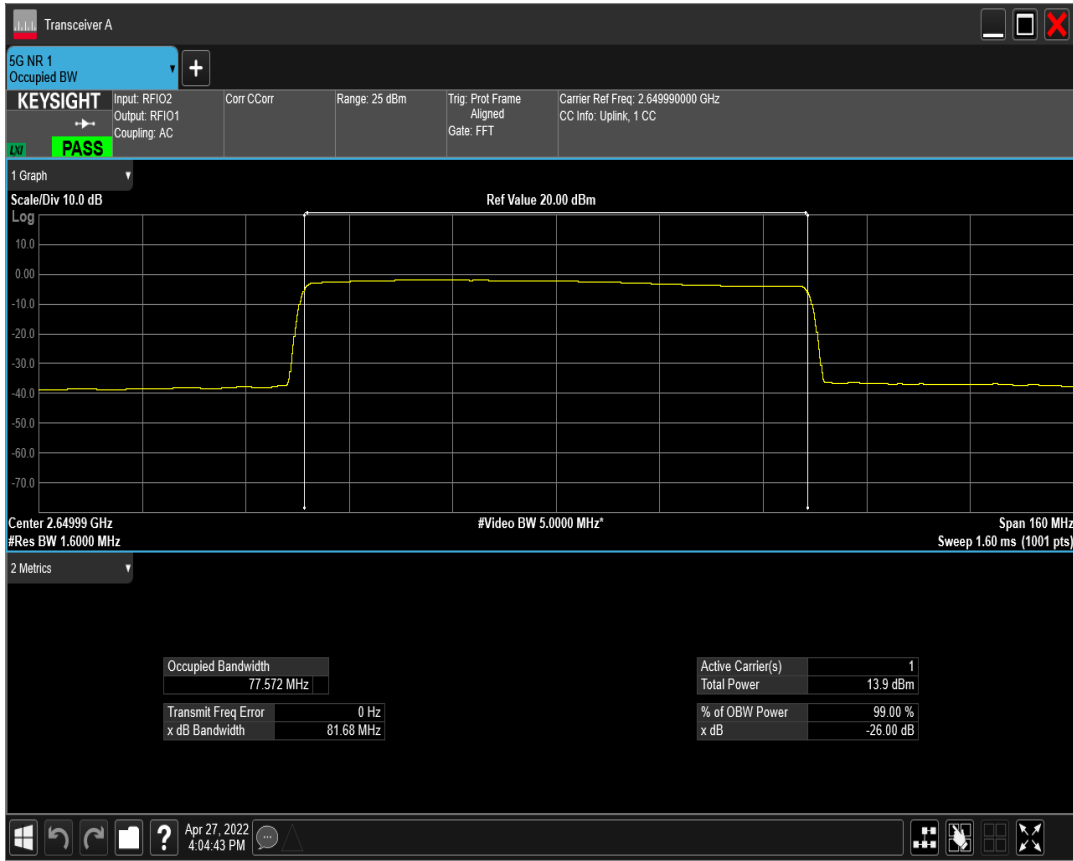 Transceiver A
5G NR 1
Occupied BW
+
KEYSIGHT
LXI
PASS
Input: RFIO2
Output: RFIO1
Coupling: AC
Corr CCorr
Range: 25 dBm
Trig: Prot Frame
Aligned
Gate: FFT
Carrier Ref Freq: 2.649990000 GHz
CC Info: Uplink, 1 CC
1 Graph
Scale/Div 10.0 dB
Ref Value 20.00 dBm
Log
10.0
0.00
-10.0
-20.0
-30.0
-40.0
-50.0
-60.0
-70.0
Center 2.64999 GHz
#Video BW 5.0000 MHz*
Span 160 MHz
#Res BW 1.6000 MHz
Sweep 1.60 ms (1001 pts)
2 Metrics
Occupied Bandwidth
77.572 MHz
Transmit Freq Error 0 Hz
x dB Bandwidth 81.68 MHz
Active Carrier(s) 1
Total Power 13.9 dBm
% of OBW Power 99.00 %
x dB -26.00 dB
?
Apr 27, 2022
4:04:43 PM